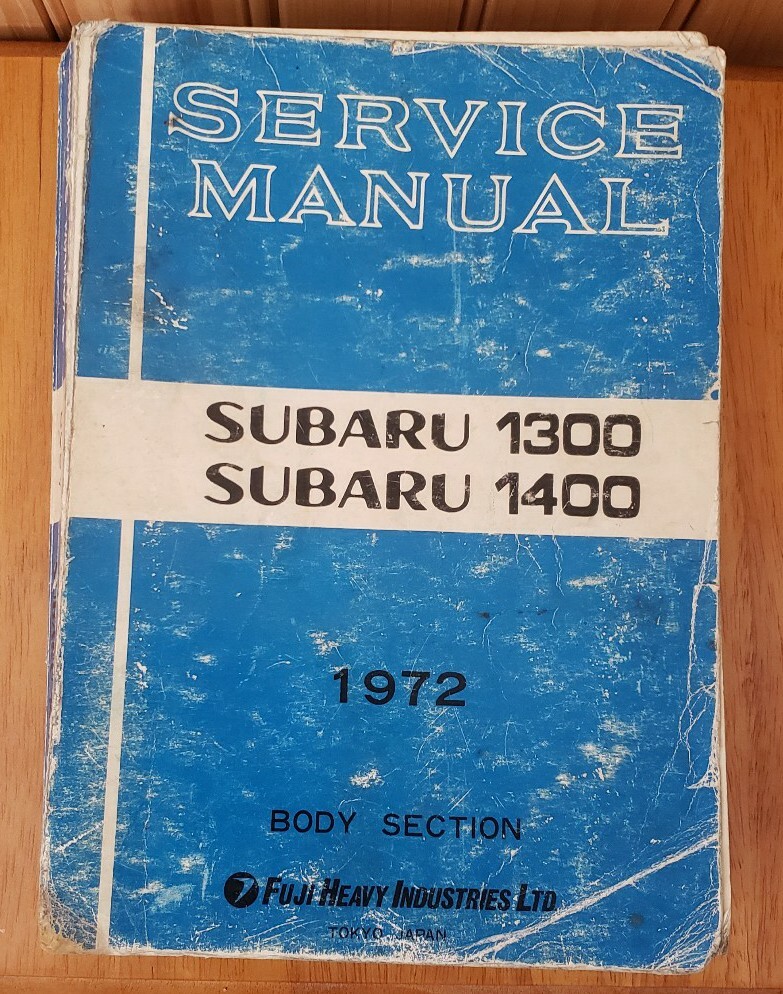 SERVICE
MANUAL
SUBARU 1300
SUBARU 1400
1972
BODY SECTION
FUJI HEAVY INDUSTRIES LTD
TOKYO JAPAN